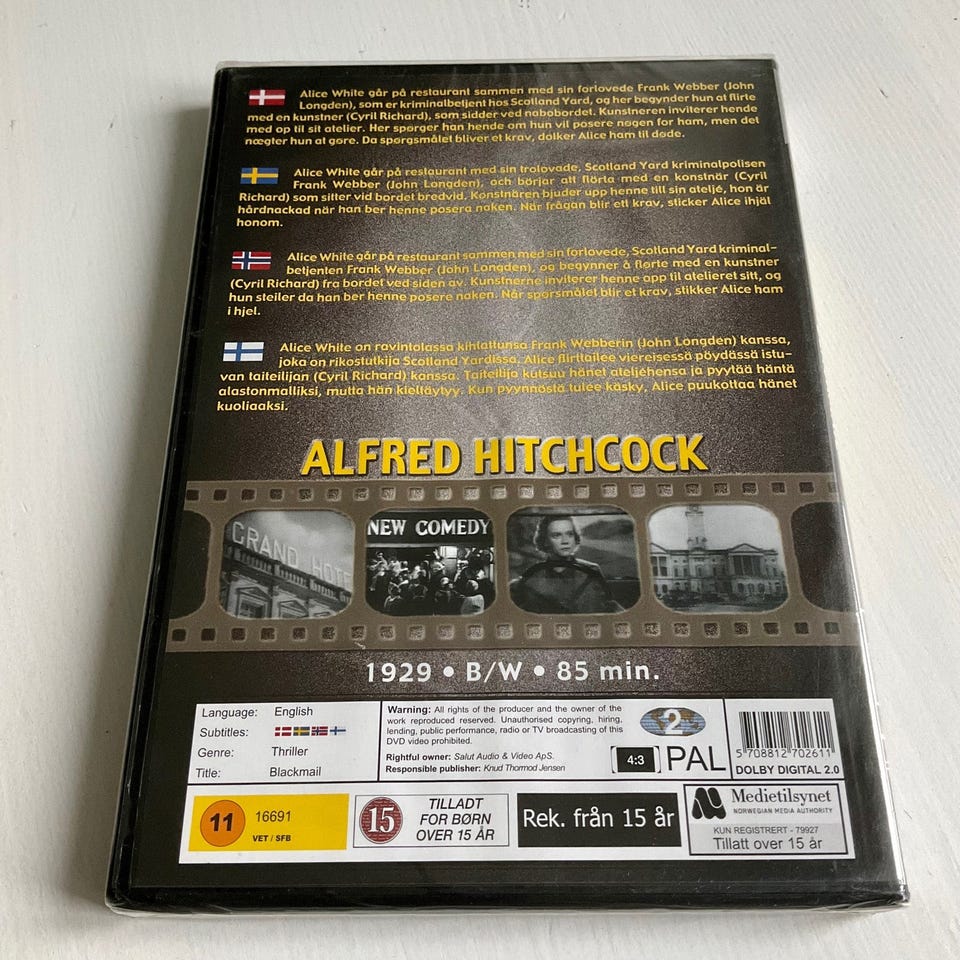 Alice White går på restaurant sammen med sin forlovede Frank Webber (John
Longden), som er kriminalbetjent hos Scotland Yard, og her begynder hun at flirte
med en kunstner (Cyril Richard), som sidder ved nabobordet. Kunstneren inviterer hende
med op til sit atelier. Her spørger han hende om hun vil posere nøgen for ham, men det
nægter hun at gøre. Da spørgsmålet bliver et krav, dolker Alice ham til døde.
Alice White går på restaurant med sin trolovade, Scotland Yard kriminalpolisen
Frank Webber (John Longden), och börjar att flörta med en konstnär (Cyril
Richard) som sitter vid bordet bredvid. Konstnären bjuder upp henne till sin ateljé, hon är
hårdnackad när han ber henne posera naken. När frågan blir ett krav, sticker Alice ihjäl
honom.
Alice White går på restaurant sammen med sin forlovede, Scotland Yard kriminal-
betjenten Frank Webber (John Longden), og begynner å flørte med en kunstner
(Cyril Richard) fra bordet ved siden av. Kunstnerne inviterer henne opp til atelieret sitt, og
hun steiler da han ber henne posere naken. Når spørsmålet blir et krav, stikker Alice ham
i hjel.
Alice White on ravintolassa kihlattunsa Frank Webberin (John Longden) kanssa,
joka on rikostutkija Scotland Yardissa. Alice flirttailee viereisessä pöydässä istu-
van taiteilijan (Cyril Richard) kanssa. Taiteilija kutsuu hänet ateljéhensa ja pyytää häntä
alastonmalliksi, mutta hän kieltäytyy. Kun pyynnöstä tulee käsky, Alice puukottaa hänet
kuoliaaksi.
ALFRED HITCHCOCK
GRAND HOTE
NEW COMEDY
1929 • B/W • 85 min.
Language: English
Subtitles:
Genre: Thriller
Title: Blackmail
Warning: All rights of the producer and the owner of the
work reproduced reserved. Unauthorised copying, hiring,
lending, public performance, radio or TV broadcasting of this
DVD video prohibited.
Rightful owner: Salut Audio & Video ApS.
Responsible publisher: Knud Thormod Jensen
2
4:3 PAL
5 708812 702611
DOLBY DIGITAL 2.0
11 16691
VET / SFB
15 TILLADT
FOR BØRN
OVER 15 ÅR
Rek. från 15 år
Medietilsynet
NORWEGIAN MEDIA AUTHORITY
KUN REGISTRERT - 79927
Tillatt over 15 år